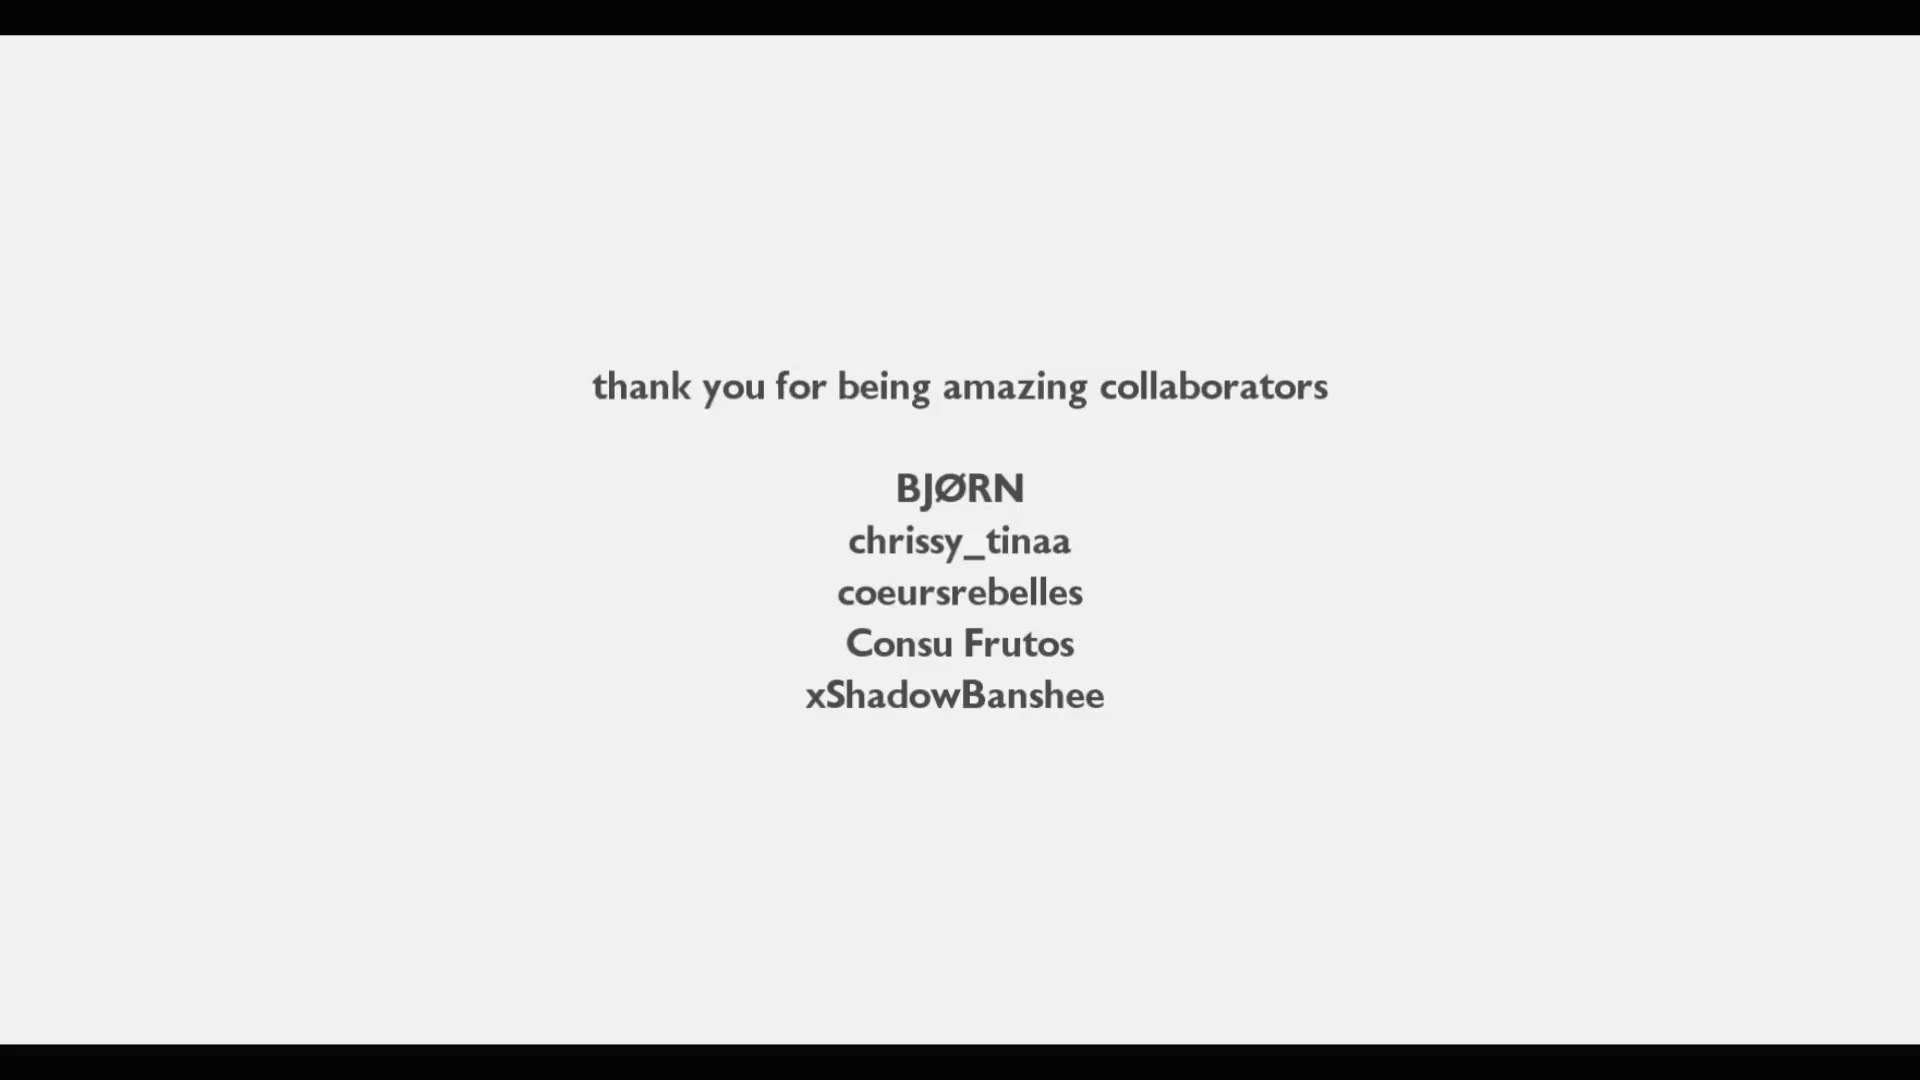 thank you for being amazing collaborators
BJØRN
chrissy_tinaa
coeursrebelles
Consu Frutos
xShadowBanshee